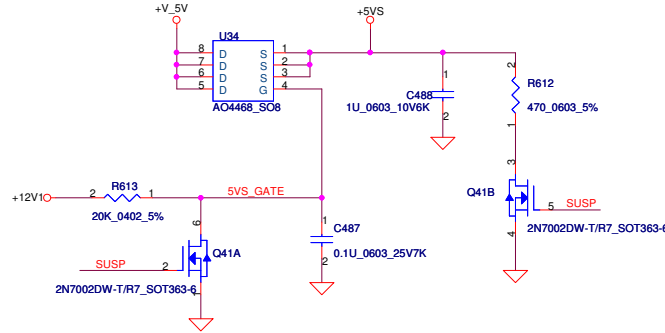 +V_5V
+5VS
U34
8 D S 1
7 D S 2
6 D S 3
5 D G 4
AO4468_SO8
1
C488
1U_0603_10V6K
2
2
R612
470_0603_5%
1
3
Q41B
5
SUSP
4
2N7002DW-T/R7_SOT363-6
+12V1
2
R613
1
20K_0402_5%
5VS_GATE
1
C487
0.1U_0603_25V7K
2
6
Q41A
SUSP
2
2N7002DW-T/R7_SOT363-6
1